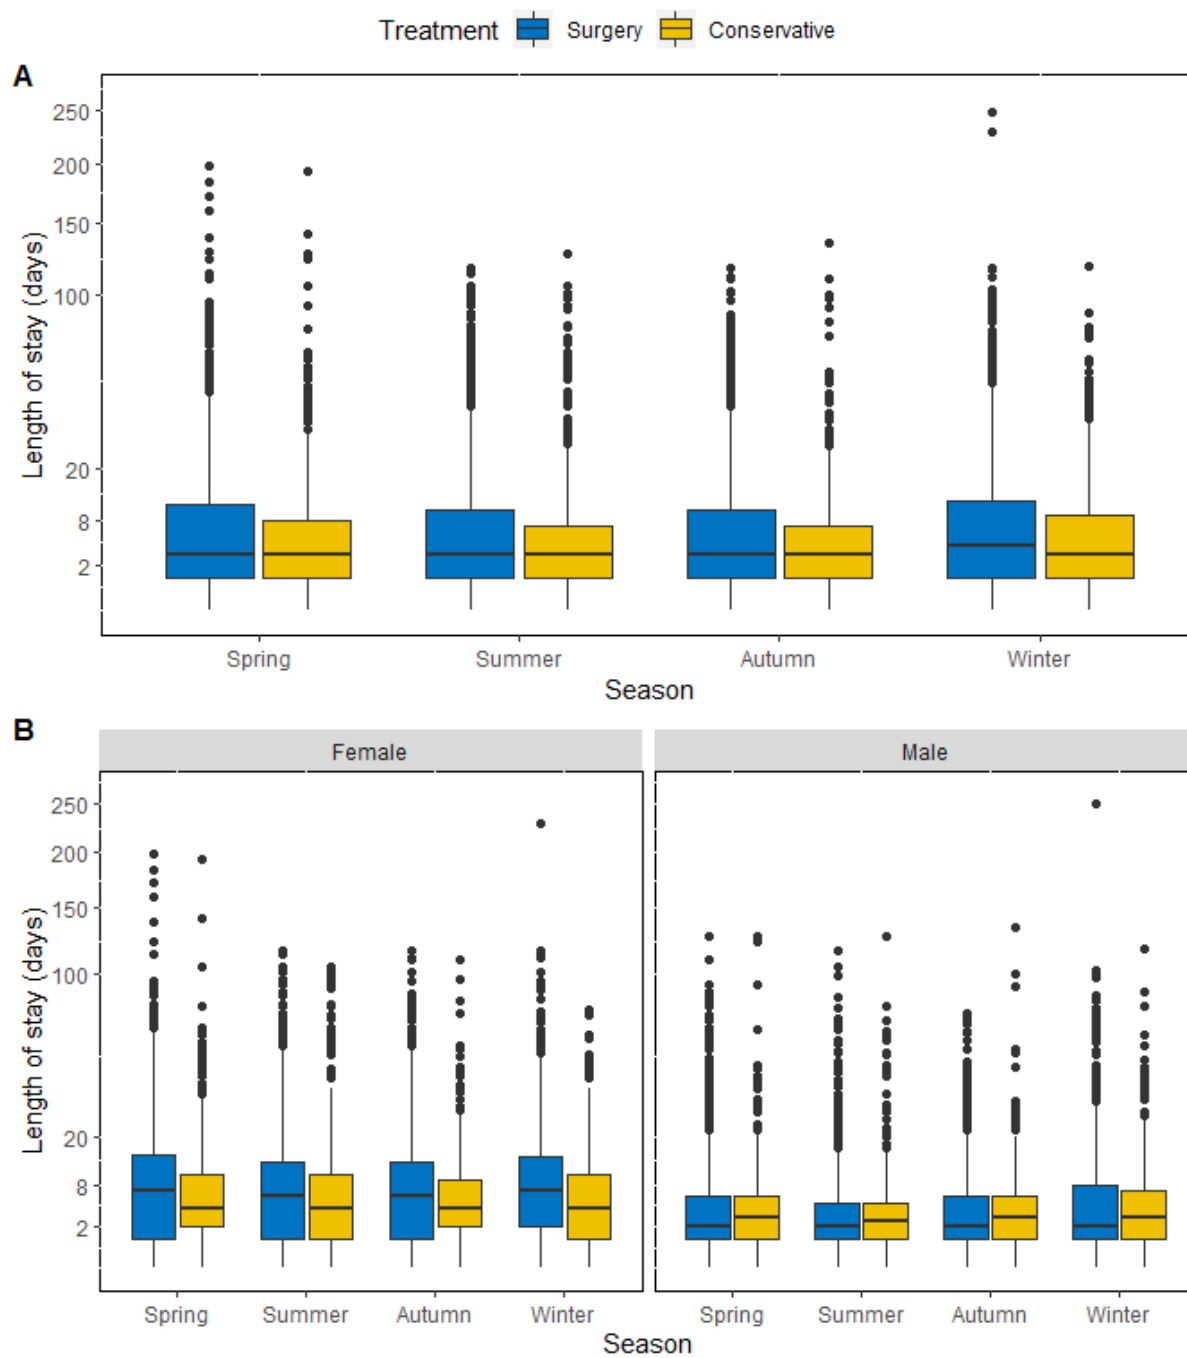 Treatment Surgery Conservative
A
Length of stay (days)
250
200
150
100
20
8
2
Spring Summer Autumn Winter
Season
B
Female Male
Length of stay (days)
250
200
150
100
20
8
2
Spring Summer Autumn Winter Spring Summer Autumn Winter
Season